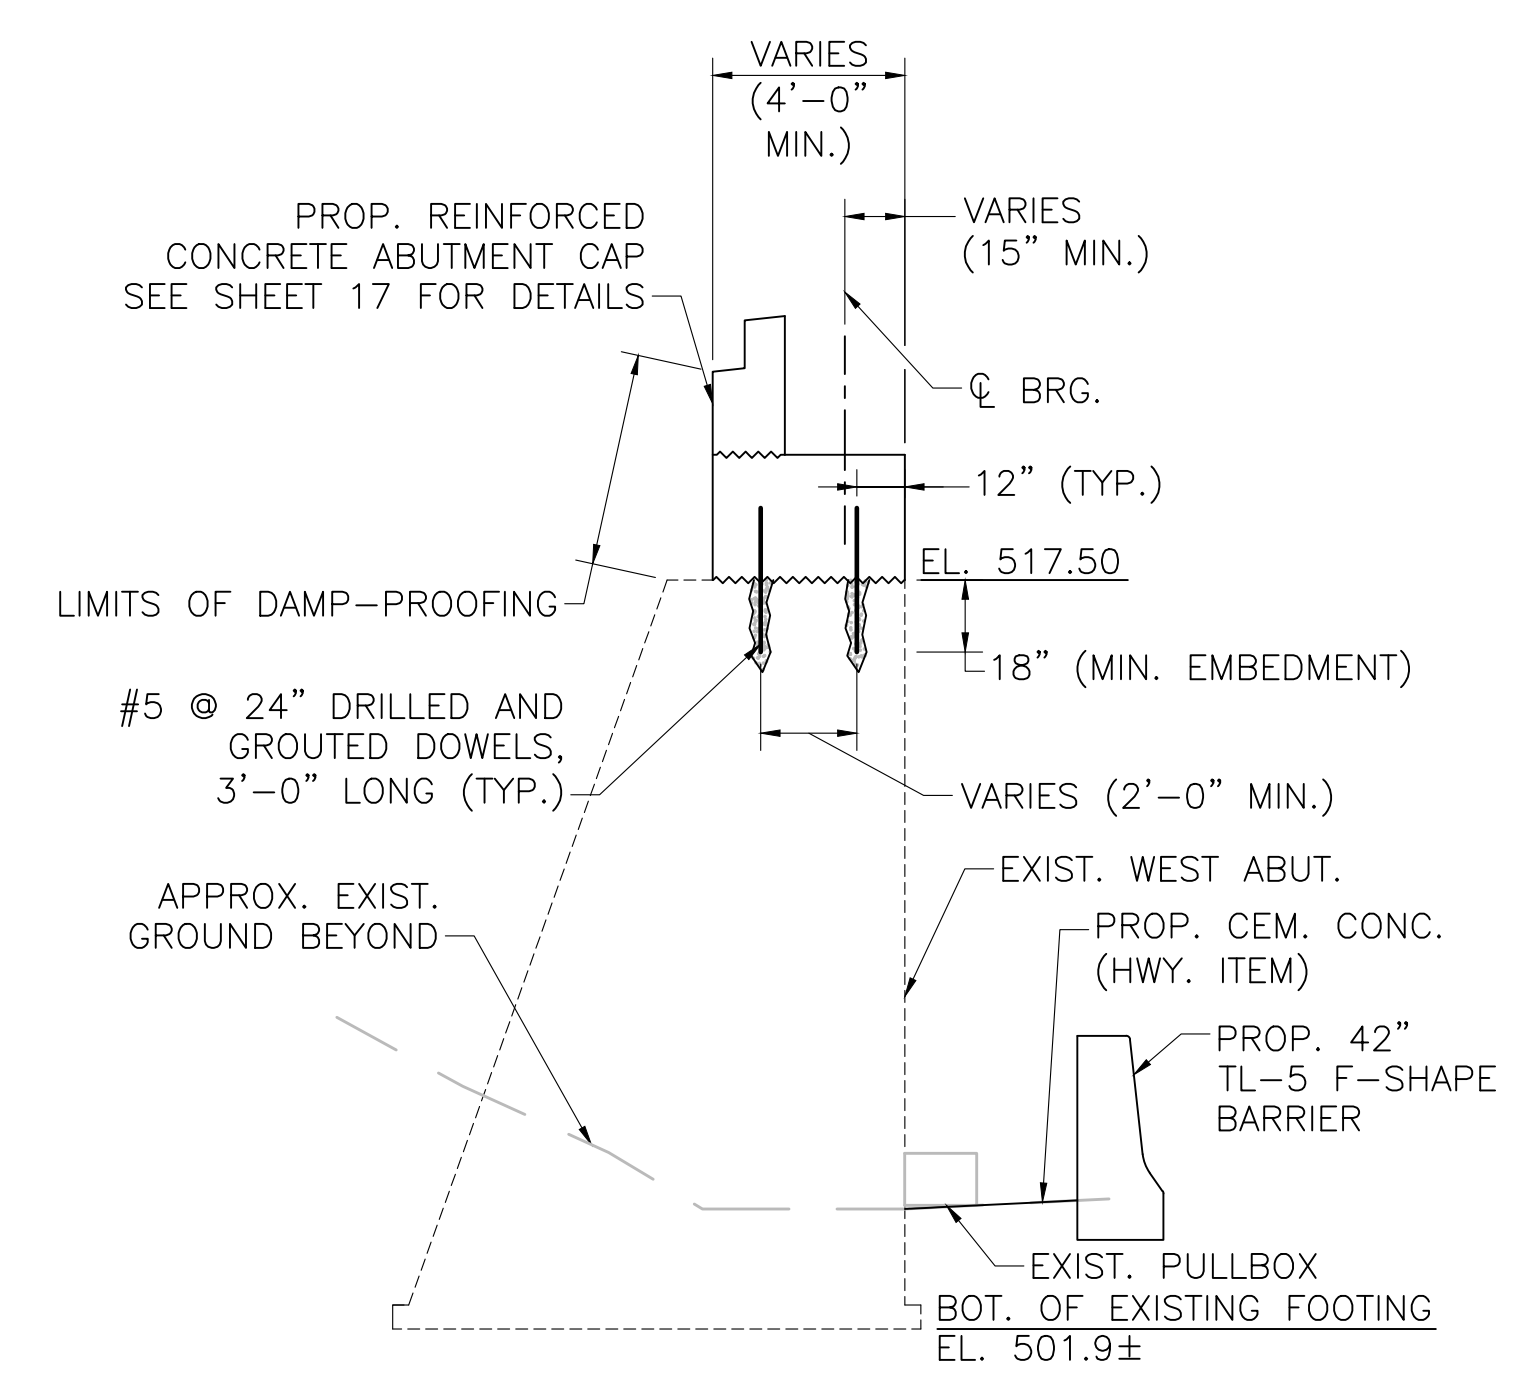 VARIES
(4'-0"
MIN.)
PROP. REINFORCED
CONCRETE ABUTMENT CAP
SEE SHEET 17 FOR DETAILS
VARIES
(15" MIN.)
℄ BRG.
12" (TYP.)
EL. 517.50
LIMITS OF DAMP-PROOFING
18" (MIN. EMBEDMENT)
#5 @ 24" DRILLED AND
GROUTED DOWELS,
3'-0" LONG (TYP.)
VARIES (2'-0" MIN.)
EXIST. WEST ABUT.
APPROX. EXIST.
GROUND BEYOND
PROP. CEM. CONC.
(HWY. ITEM)
PROP. 42"
TL-5 F-SHAPE
BARRIER
EXIST. PULLBOX
BOT. OF EXISTING FOOTING
EL. 501.9±